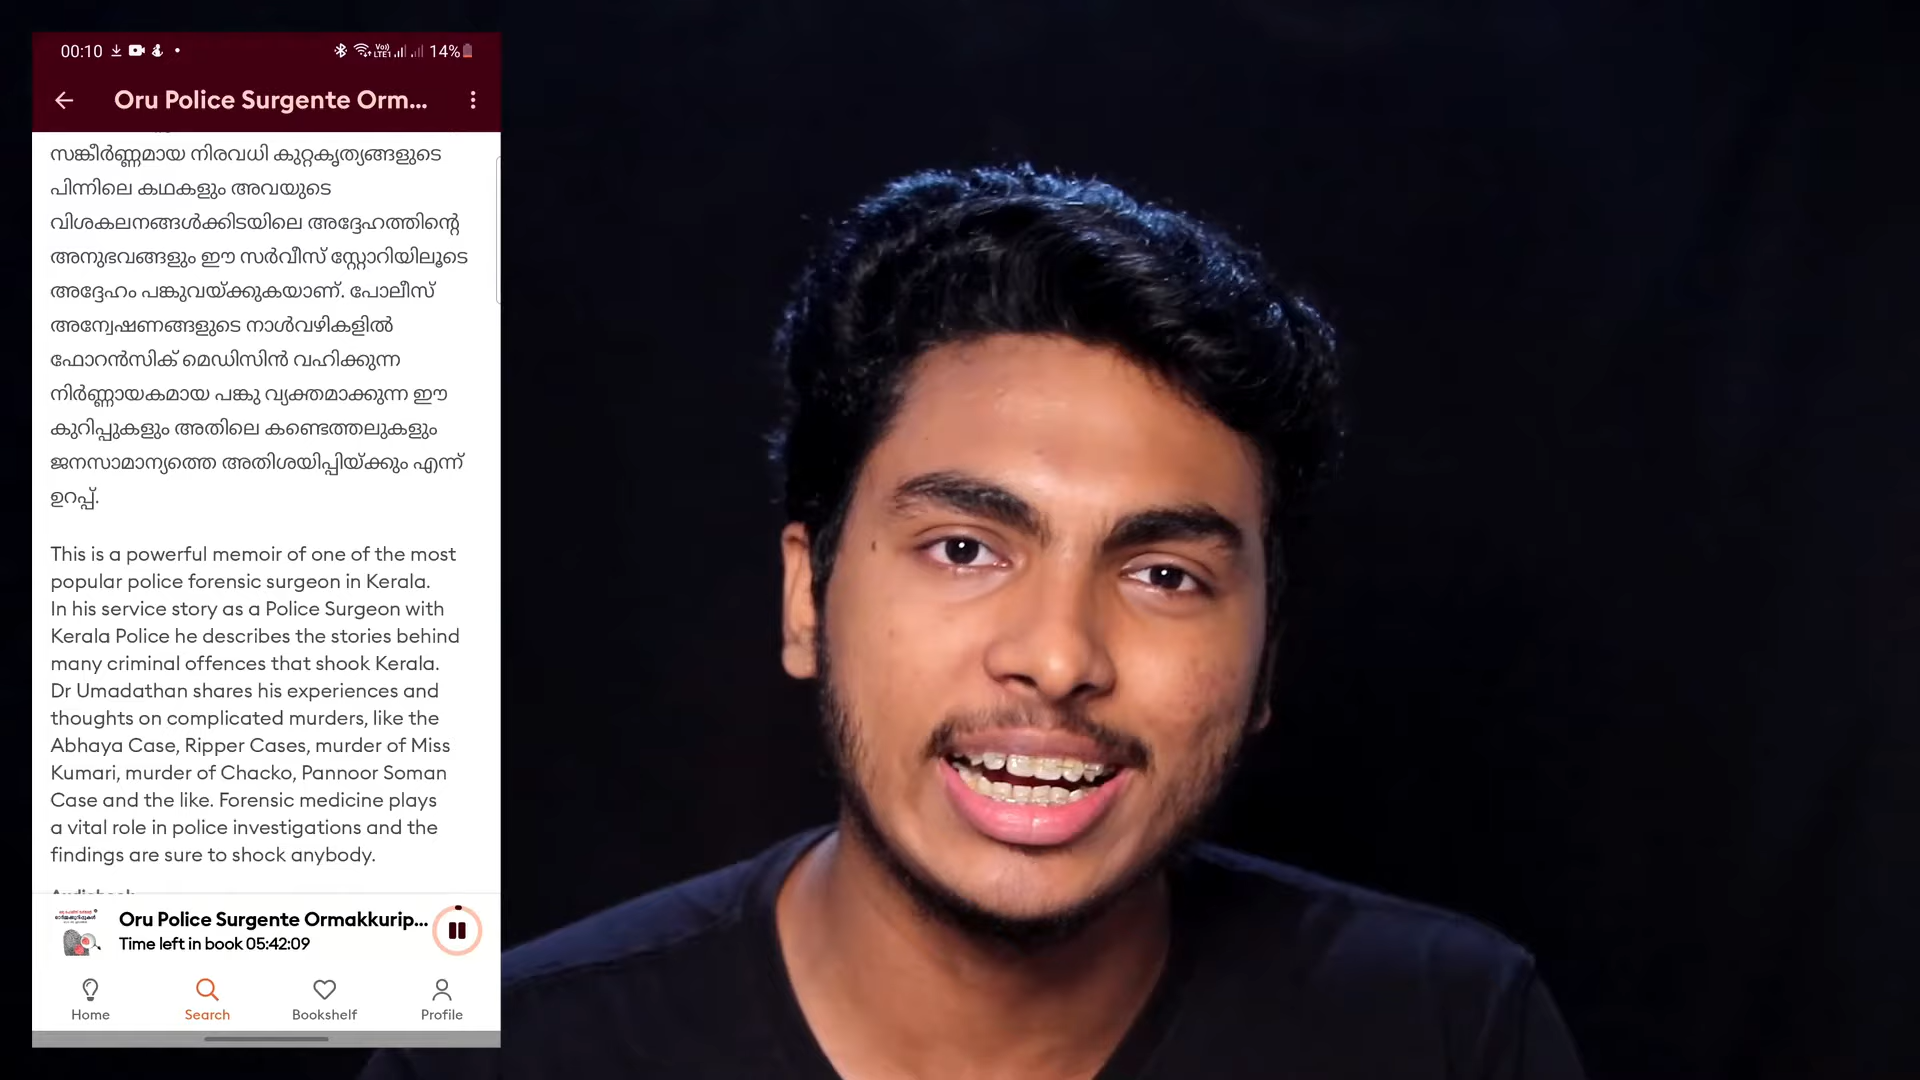 00:10
Vo))
LTE1
14%
Oru Police Surgente Orm...
സങ്കീർണ്ണമായ നിരവധി കുറ്റകൃത്യങ്ങളുടെ
പിന്നിലെ കഥകളും അവയുടെ
വിശകലനങ്ങൾക്കിടയിലെ അദ്ദേഹത്തിന്റെ
അനുഭവങ്ങളും ഈ സർവീസ് സ്റ്റോറിയിലൂടെ
അദ്ദേഹം പങ്കുവയ്ക്കുകയാണ്. പോലീസ്
അന്വേഷണങ്ങളുടെ നാൾവഴികളിൽ
ഫോറൻസിക് മെഡിസിൻ വഹിക്കുന്ന
നിർണ്ണായകമായ പങ്കു വ്യക്തമാക്കുന്ന ഈ
കുറിപ്പുകളും അതിലെ കണ്ടെത്തലുകളും
ജനസാമാന്യത്തെ അതിശയിപ്പിയ്ക്കും എന്ന്
ഉറപ്പ്.
This is a powerful memoir of one of the most
popular police forensic surgeon in Kerala.
In his service story as a Police Surgeon with
Kerala Police he describes the stories behind
many criminal offences that shook Kerala.
Dr Umadathan shares his experiences and
thoughts on complicated murders, like the
Abhaya Case, Ripper Cases, murder of Miss
Kumari, murder of Chacko, Pannoor Soman
Case and the like. Forensic medicine plays
a vital role in police investigations and the
findings are sure to shock anybody.
Oru Police Surgente Ormakkurip...
Time left in book 05:42:09
Home
Search
Bookshelf
Profile